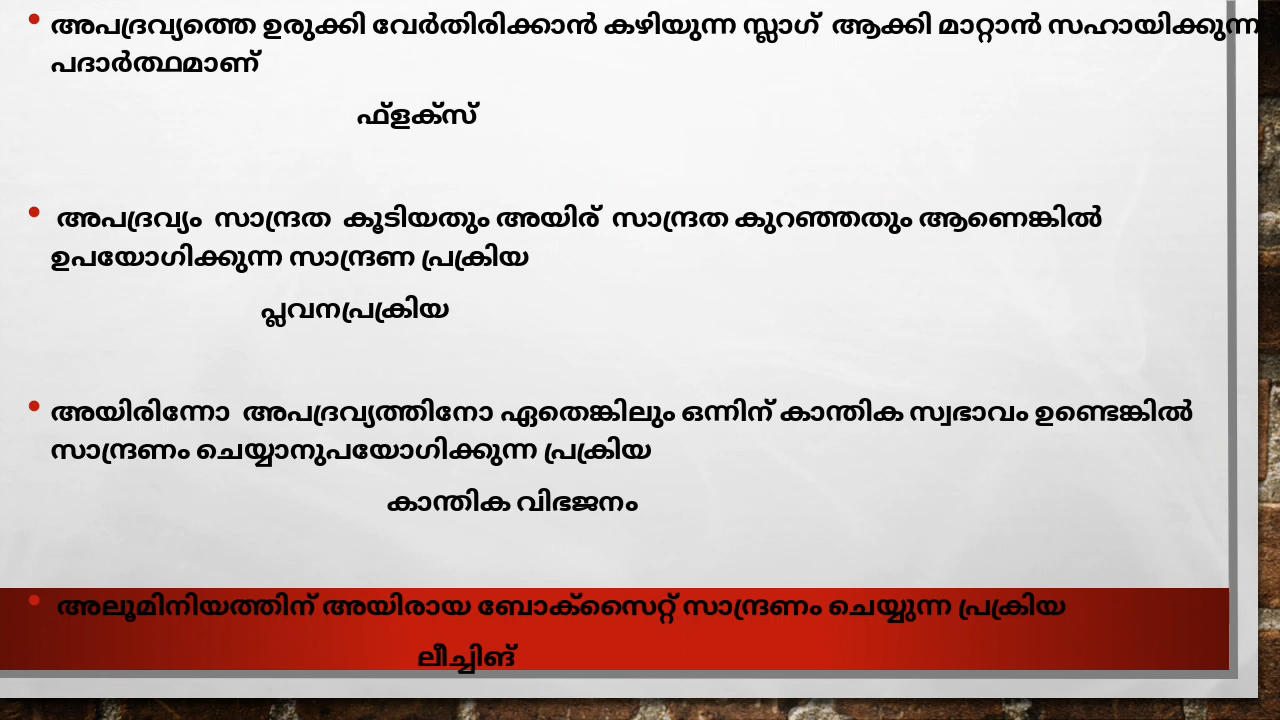 അപദ്രവ്യത്തെ ഉരുക്കി വേർതിരിക്കാൻ കഴിയുന്ന സ്ലാഗ് ആക്കി മാറ്റാൻ സഹായിക്കുന്ന
പദാർത്ഥമാണ്
ഫ്ളക്സ്
അപദ്രവ്യം സാന്ദ്രത കൂടിയതും അയിര് സാന്ദ്രത കുറഞ്ഞതും ആണെങ്കിൽ
ഉപയോഗിക്കുന്ന സാന്ദ്രണ പ്രക്രിയ
പ്ലവനപ്രക്രിയ
അയിരിന്നോ അപദ്രവ്യത്തിനോ ഏതെങ്കിലും ഒന്നിന് കാന്തിക സ്വഭാവം ഉണ്ടെങ്കിൽ
സാന്ദ്രണം ചെയ്യാനുപയോഗിക്കുന്ന പ്രക്രിയ
കാന്തിക വിഭജനം
അലൂമിനിയത്തിന് അയിരായ ബോക്സൈറ്റ് സാന്ദ്രണം ചെയ്യുന്ന പ്രക്രിയ
ലീച്ചിങ്